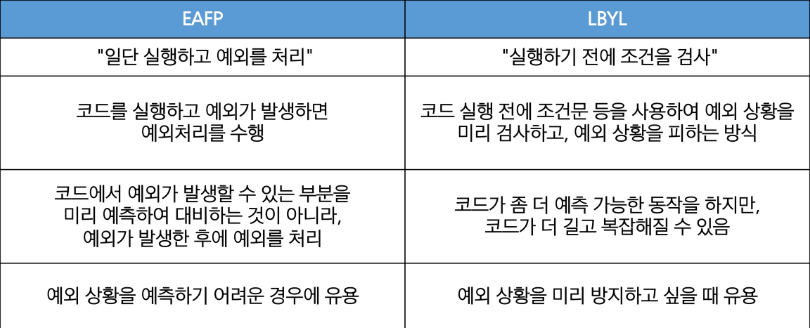 EAFP
LBYL
"일단 실행하고 예외를 처리"
"실행하기 전에 조건을 검사"
코드를 실행하고 예외가 발생하면
예외처리를 수행
코드 실행 전에 조건문 등을 사용하여 예외 상황을
미리 검사하고, 예외 상황을 피하는 방식
코드에서 예외가 발생할 수 있는 부분을
미리 예측하여 대비하는 것이 아니라,
예외가 발생한 후에 예외를 처리
코드가 좀 더 예측 가능한 동작을 하지만,
코드가 더 길고 복잡해질 수 있음
예외 상황을 예측하기 어려운 경우에 유용
예외 상황을 미리 방지하고 싶을 때 유용